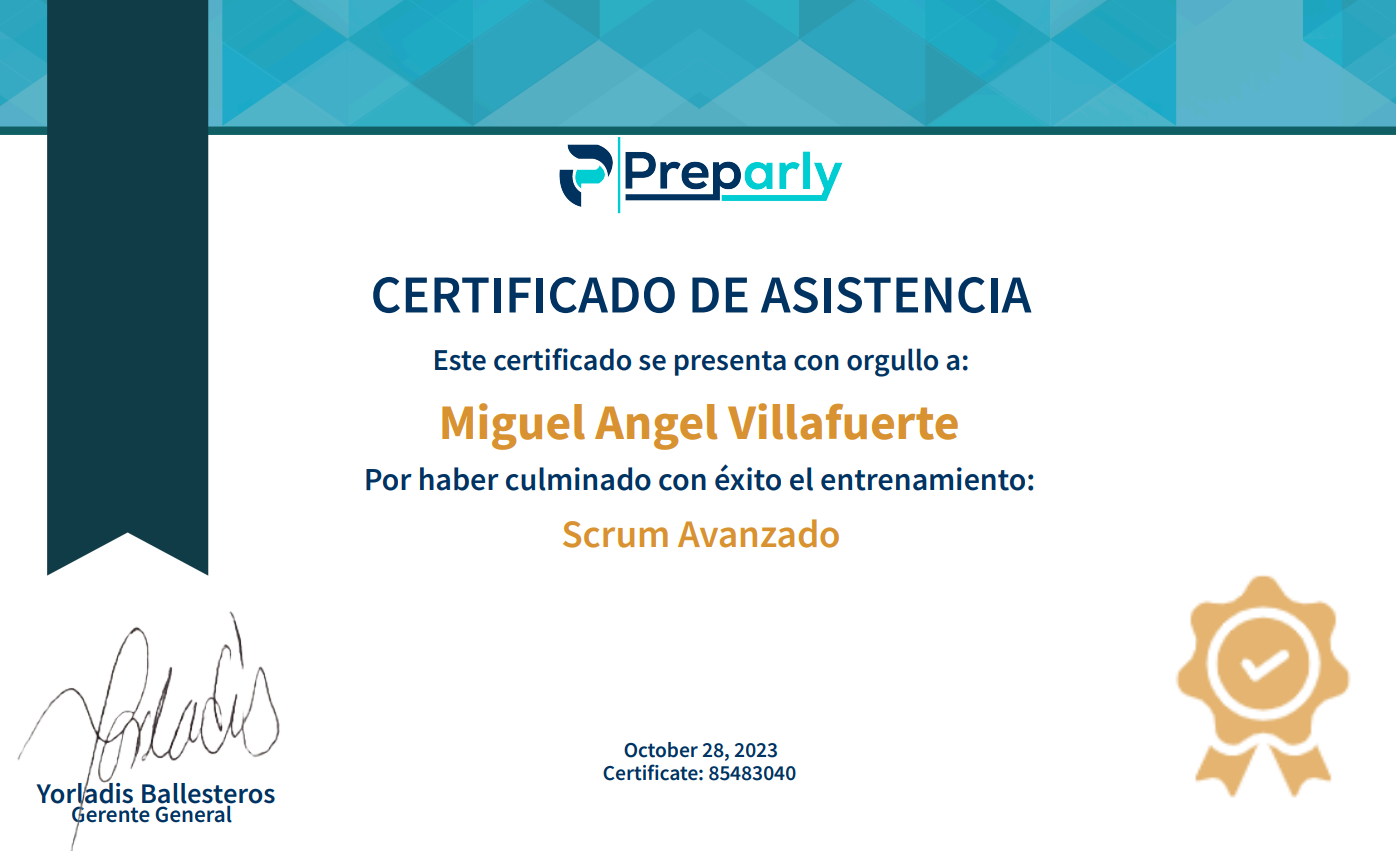 Preparly
CERTIFICADO DE ASISTENCIA
Este certificado se presenta con orgullo a:
Miguel Angel Villafuerte
Por haber culminado con éxito el entrenamiento:
Scrum Avanzado
Yorladis
October 28, 2023
Certificate: 85483040
Yorladis Ballesteros
Gerente General